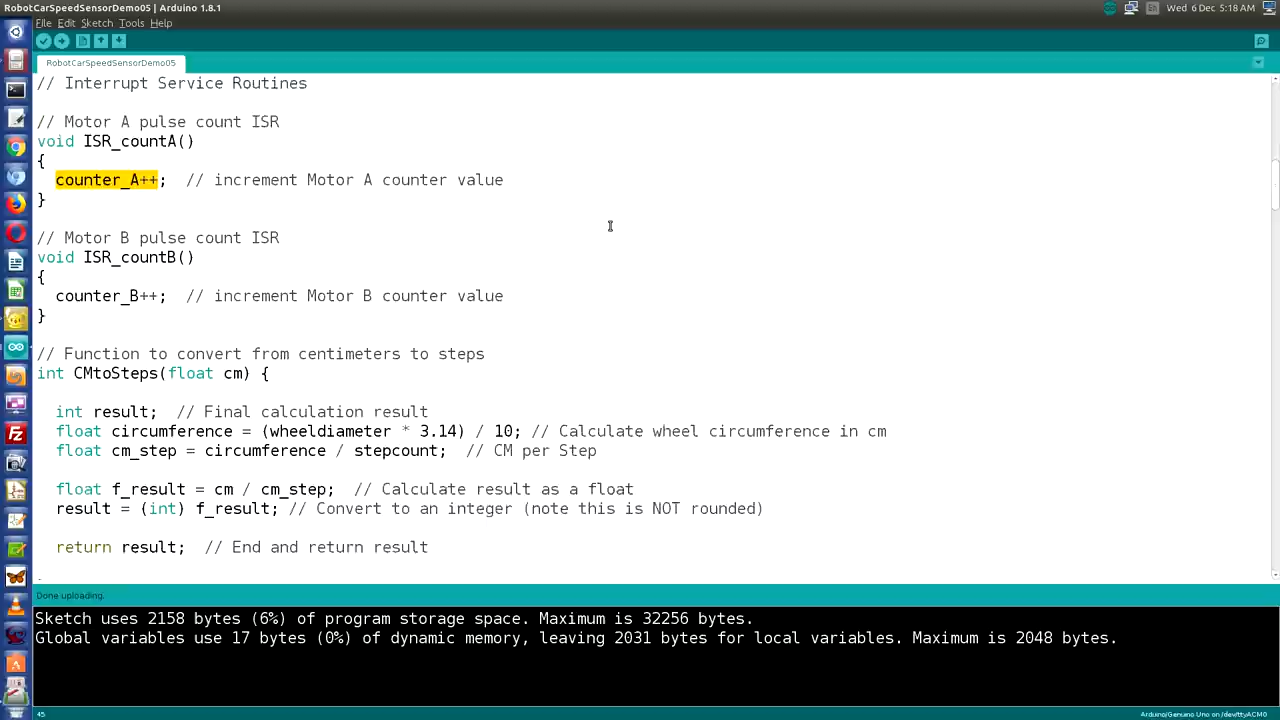 RobotCarSpeedSensorDemo05 | Arduino 1.8.1
Wed 6 Dec, 5:18 AM
File Edit Sketch Tools Help
RobotCarSpeedSensorDemo05
// Interrupt Service Routines
// Motor A pulse count ISR
void ISR_countA()
{
counter_A++;  // increment Motor A counter value
}
// Motor B pulse count ISR
void ISR_countB()
{
counter_B++;  // increment Motor B counter value
}
// Function to convert from centimeters to steps
int CMtoSteps(float cm) {
int result;  // Final calculation result
float circumference = (wheeldiameter * 3.14) / 10; // Calculate wheel circumference in cm
float cm_step = circumference / stepcount;  // CM per Step
float f_result = cm / cm_step;  // Calculate result as a float
result = (int) f_result; // Convert to an integer (note this is NOT rounded)
return result;  // End and return result
Done uploading.
Sketch uses 2158 bytes (6%) of program storage space. Maximum is 32256 bytes.
Global variables use 17 bytes (0%) of dynamic memory, leaving 2031 bytes for local variables. Maximum is 2048 bytes.
45
Arduino/Genuino Uno on /dev/ttyACM0